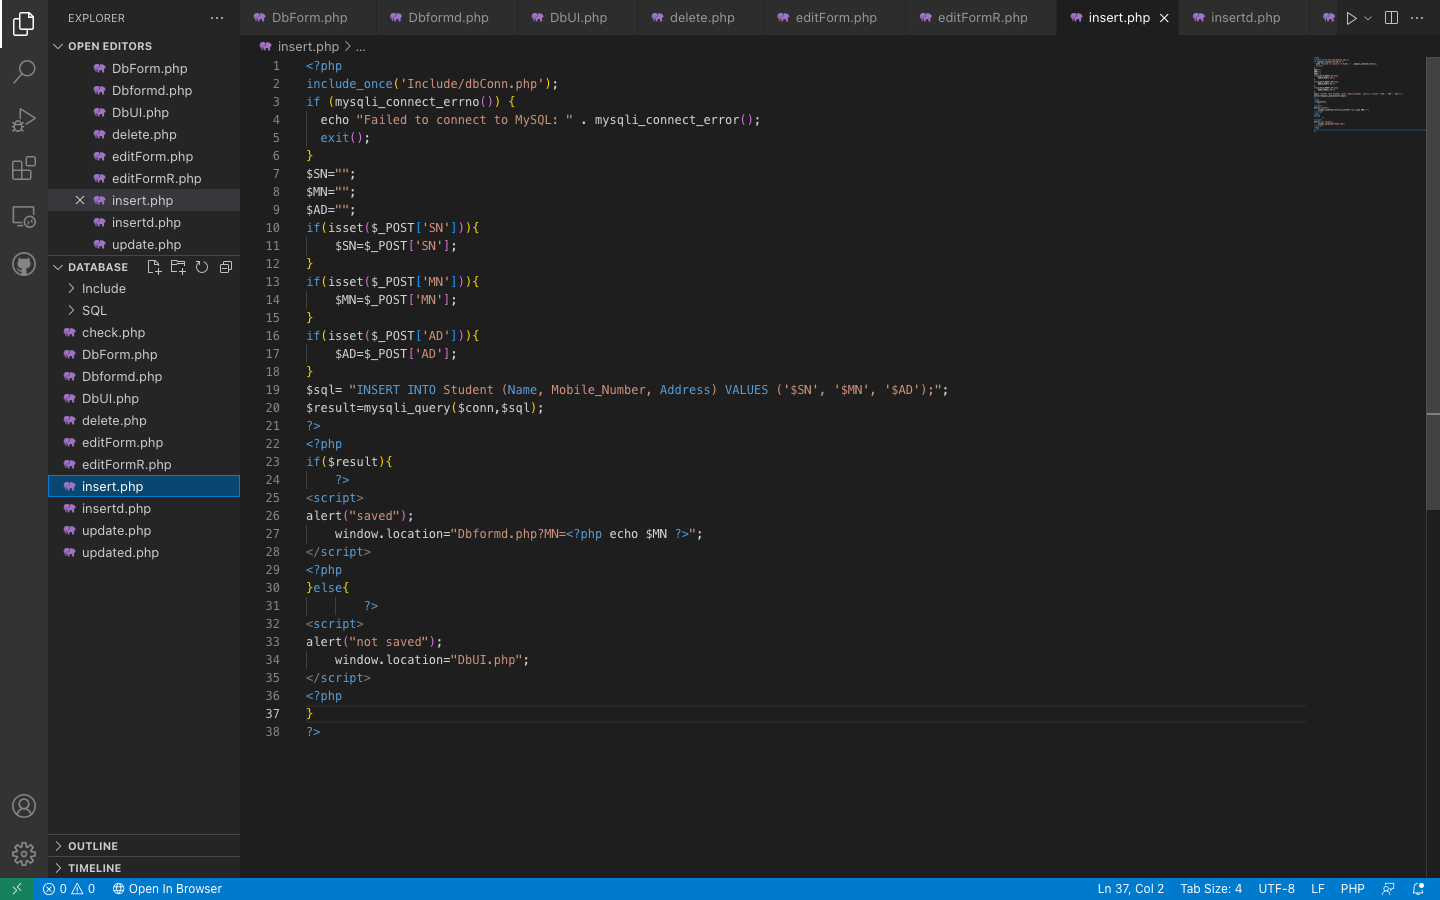 EXPLORER
OPEN EDITORS
DbForm.php
Dbformd.php
DbUI.php
delete.php
editForm.php
editFormR.php
insert.php
insertd.php
update.php
DATABASE
Include
SQL
check.php
DbForm.php
Dbformd.php
DbUI.php
delete.php
editForm.php
editFormR.php
insert.php
insertd.php
update.php
updated.php
OUTLINE
TIMELINE
DbForm.php Dbformd.php DbUI.php delete.php editForm.php editFormR.php insert.php insertd.php
insert.php > ...
1 <?php
2 include_once('Include/dbConn.php');
3 if (mysqli_connect_errno()) {
4 echo "Failed to connect to MySQL: " . mysqli_connect_error();
5 exit();
6 }
7 $SN="";
8 $MN="";
9 $AD="";
10 if(isset($_POST['SN'])){
11 $SN=$_POST['SN'];
12 }
13 if(isset($_POST['MN'])){
14 $MN=$_POST['MN'];
15 }
16 if(isset($_POST['AD'])){
17 $AD=$_POST['AD'];
18 }
19 $sql= "INSERT INTO Student (Name, Mobile_Number, Address) VALUES ('$SN', '$MN', '$AD');";
20 $result=mysqli_query($conn,$sql);
21 ?>
22 <?php
23 if($result){
24 ?>
25 <script>
26 alert("saved");
27 window.location="Dbformd.php?MN=<?php echo $MN ?>";
28 </script>
29 <?php
30 }else{
31 ?>
32 <script>
33 alert("not saved");
34 window.location="DbUI.php";
35 </script>
36 <?php
37 }
38 ?>
0 0 Open In Browser Ln 37, Col 2 Tab Size: 4 UTF-8 LF PHP